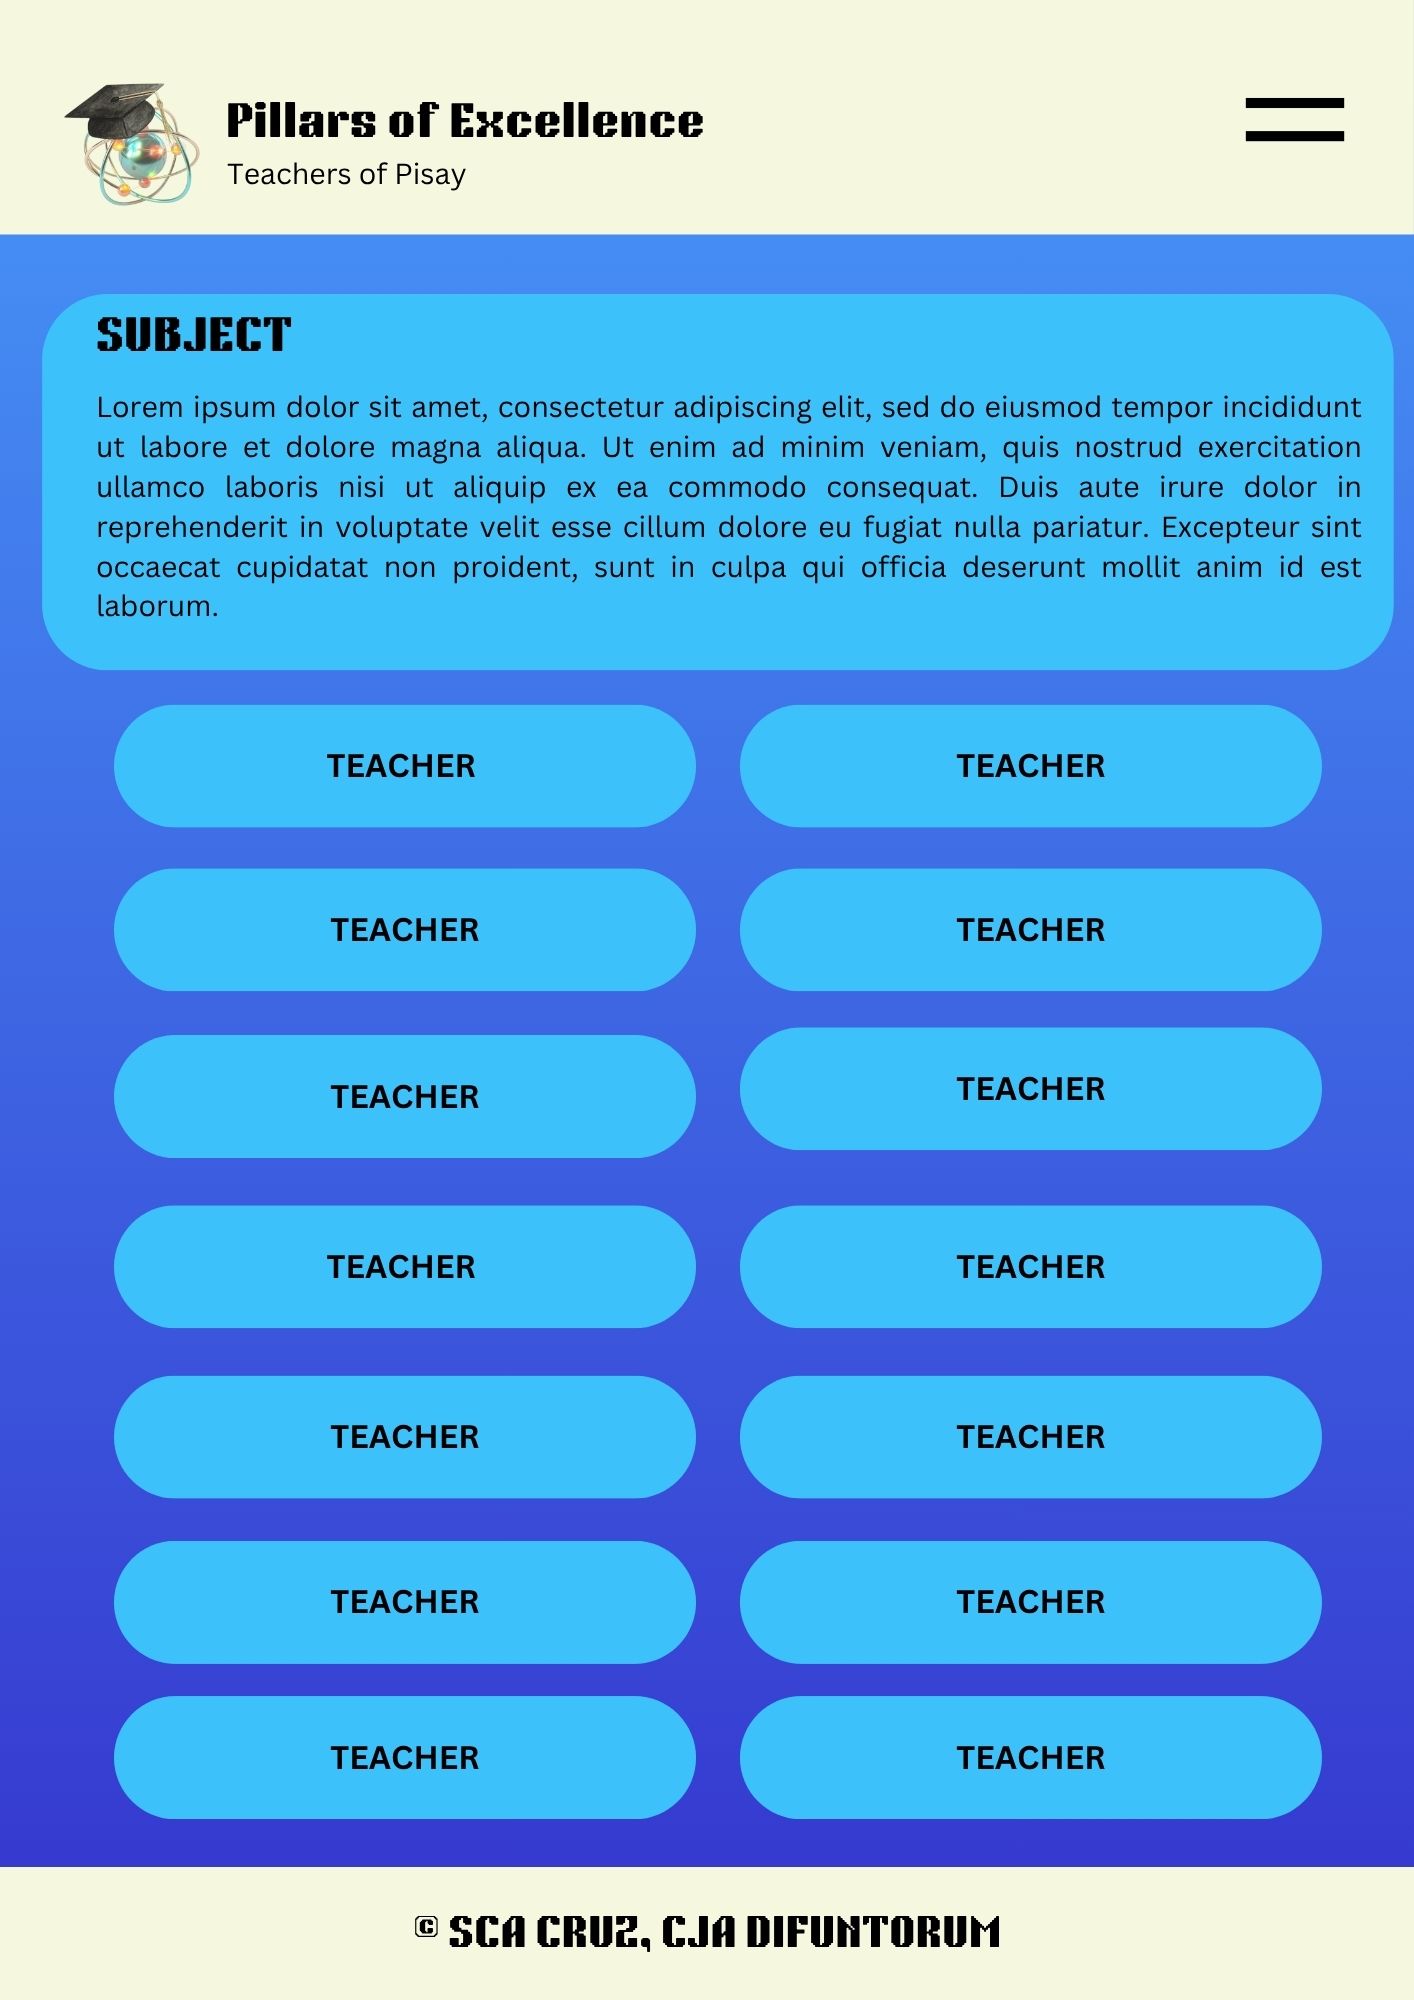 Pillars of Excellence
Teachers of Pisay
SUBJECT
Lorem ipsum dolor sit amet, consectetur adipiscing elit, sed do eiusmod tempor incididunt
ut labore et dolore magna aliqua. Ut enim ad minim veniam, quis nostrud exercitation
ullamco laboris nisi ut aliquip ex ea commodo consequat. Duis aute irure dolor in
reprehenderit in voluptate velit esse cillum dolore eu fugiat nulla pariatur. Excepteur sint
occaecat cupidatat non proident, sunt in culpa qui officia deserunt mollit anim id est
laborum.
TEACHER
TEACHER
TEACHER
TEACHER
TEACHER
TEACHER
TEACHER
TEACHER
TEACHER
TEACHER
TEACHER
TEACHER
TEACHER
TEACHER
© SCA CRUZ, CJA DIFUNTORUM